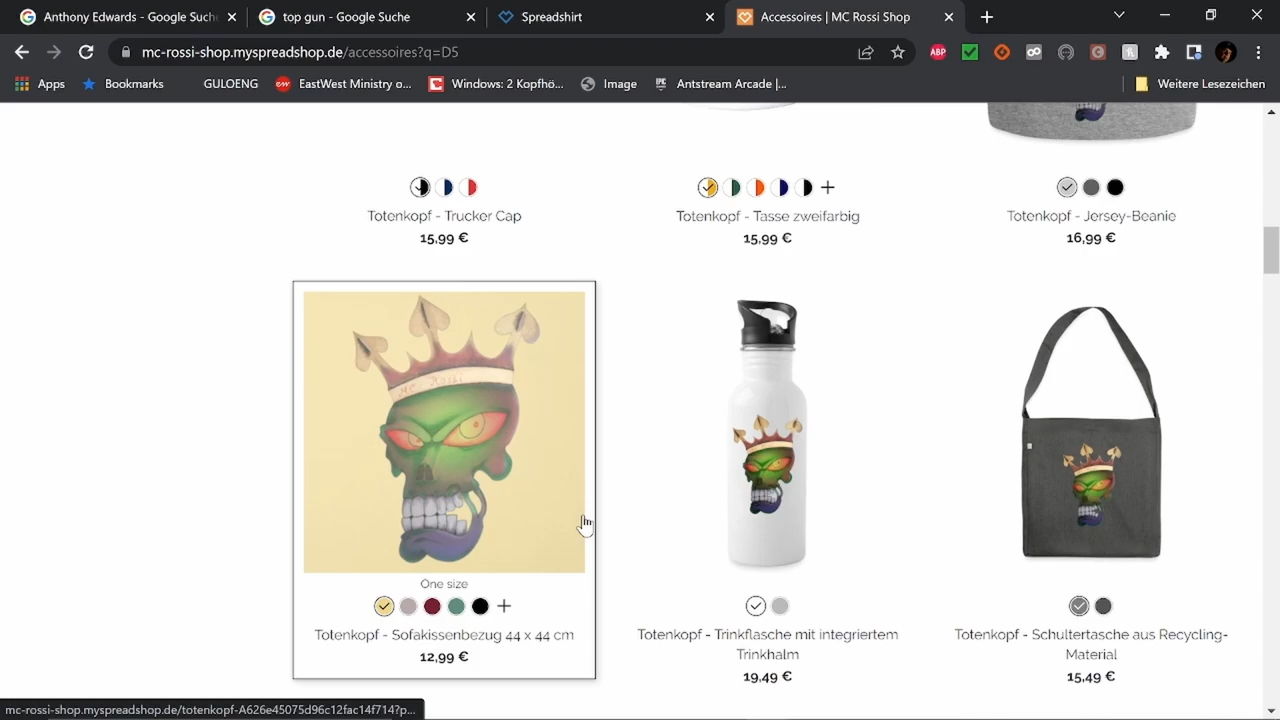 Anthony Edwards - Google Suche
top gun - Google Suche
Spreadshirt
Accessoires | MC Rossi Shop
mc-rossi-shop.myspreadshop.de/accessoires?q=D5
ABP
Apps
Bookmarks
GULOENG
EastWest Ministry o...
Windows: 2 Kopfhö...
Image
Antstream Arcade |...
Weitere Lesezeichen
Totenkopf - Trucker Cap
15,99 €
Totenkopf - Tasse zweifarbig
15,99 €
Totenkopf - Jersey-Beanie
16,99 €
MC Rossi
One size
Totenkopf - Sofakissenbezug 44 x 44 cm
12,99 €
Totenkopf - Trinkflasche mit integriertem
Trinkhalm
19,49 €
Totenkopf - Schultertasche aus Recycling-
Material
15,49 €
mc-rossi-shop.myspreadshop.de/totenkopf-A626e45075d96c12fac14f714?p...